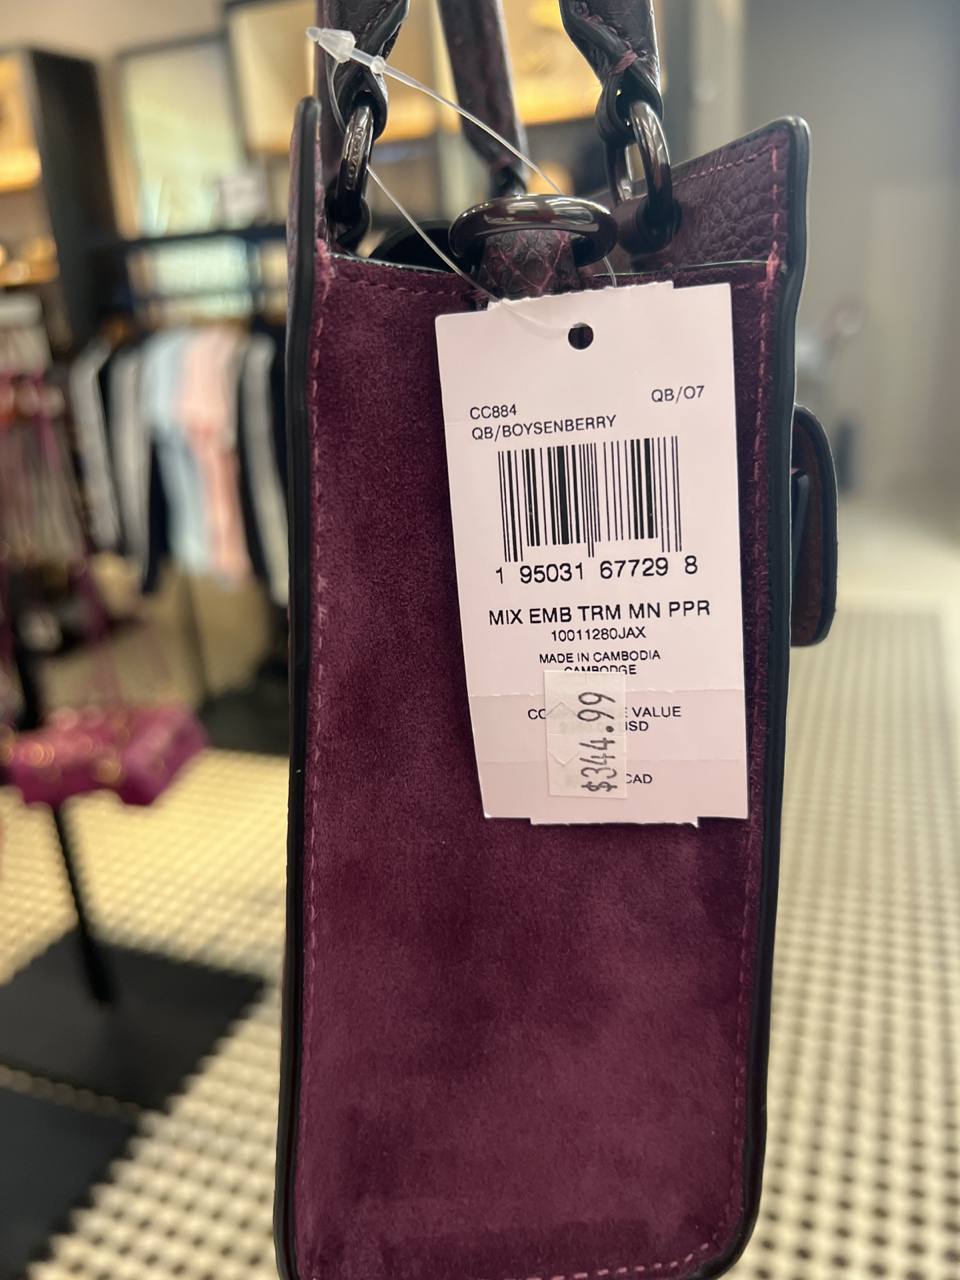 CC884 QB/O7
QB/BOYSENBERRY
1 95031 67729 8
MIX EMB TRM MN PPR
10011280JAX
MADE IN CAMBODIA
CAMBODGE
VALUE
$344.99
CAD